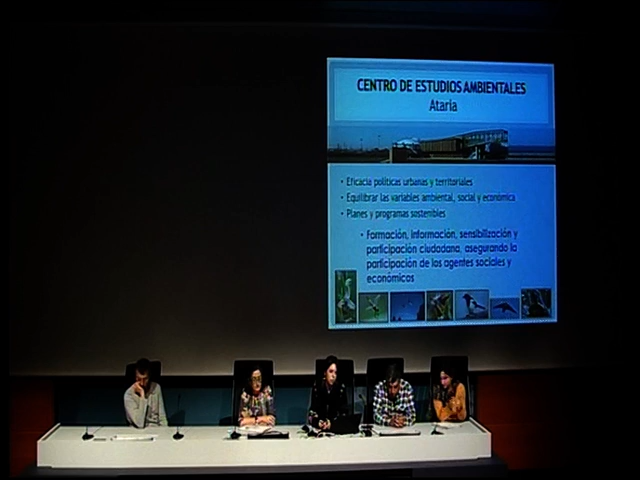 CENTRO DE ESTUDIOS AMBIENTALES
Ataria
• Eficacia políticas urbanas y territoriales
• Equilibrar las variables ambiental, social y económica
• Planes y programas sostenibles
• Formación, información, sensibilización y
participación ciudadana, asegurando la
participación de los agentes sociales y
económicos